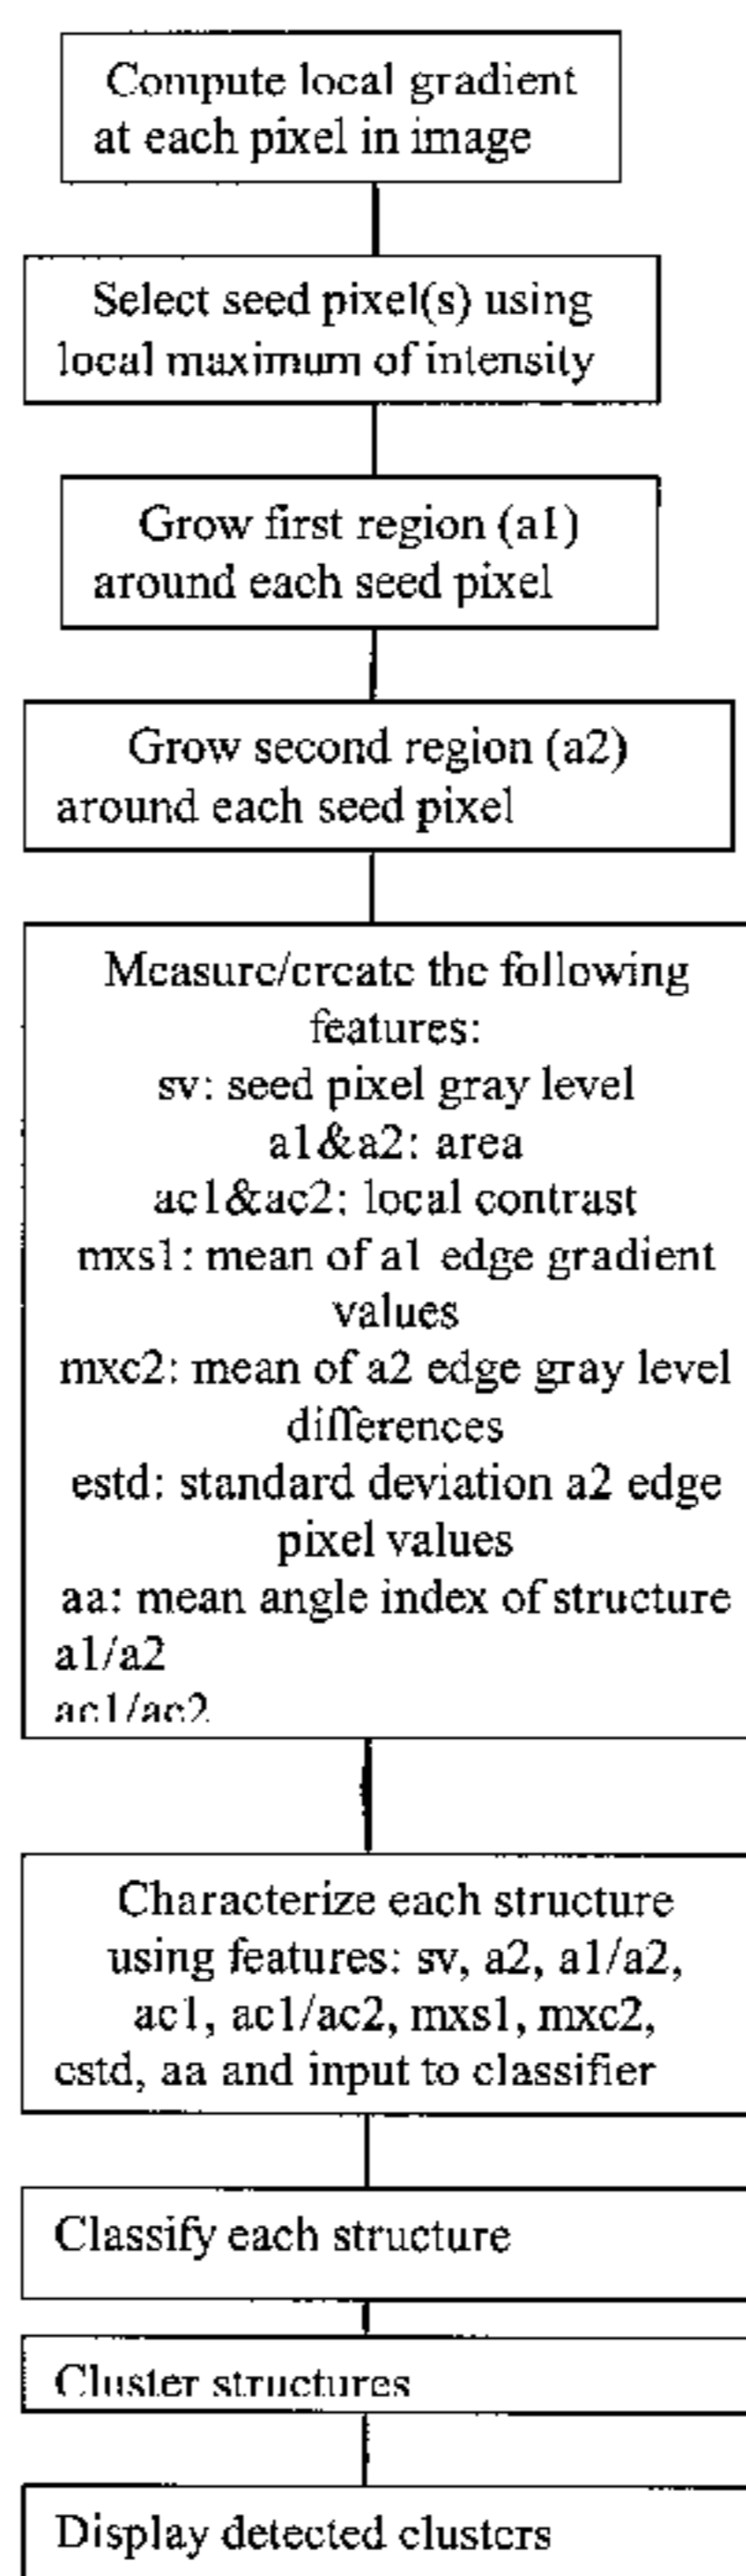 Compute local gradient
at each pixel in image
Select seed pixel(s) using
local maximum of intensity
Grow first region (a1)
around each seed pixel
Grow second region (a2)
around each seed pixel
Measure/create the following
features:
sv: seed pixel gray level
a1&a2: area
ac1&ac2: local contrast
mxs1: mean of a1 edge gradient
values
mxc2: mean of a2 edge gray level
differences
estd: standard deviation a2 edge
pixel values
aa: mean angle index of structure
a1/a2
ac1/ac2
Characterize each structure
using features: sv, a2, a1/a2,
ac1, ac1/ac2, mxs1, mxc2,
estd, aa and input to classifier
Classify each structure
Cluster structures
Display detected clusters